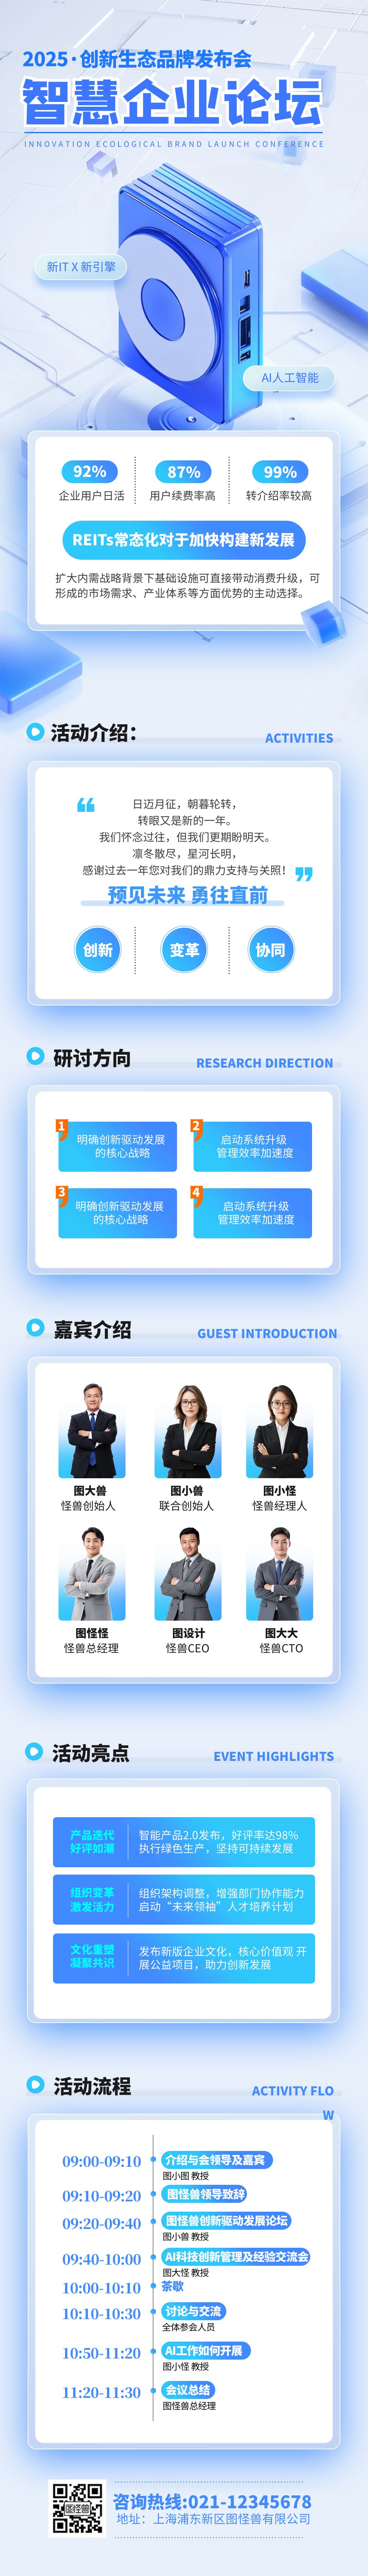 2025·创新生态品牌发布会
智慧企业论坛
INNOVATION ECOLOGICAL BRAND LAUNCH CONFERENCE
新IT X 新引擎
AI人工智能
92% 87% 99%
企业用户日活 用户续费率高 转介绍率较高
REITs常态化对于加快构建新发展
扩大内需战略背景下基础设施可直接带动消费升级，可
形成的市场需求、产业体系等方面优势的主动选择。
活动介绍：
ACTIVITIES
日迈月征，朝暮轮转，
转眼又是新的一年。
我们怀念过往，但我们更期盼明天。
凛冬散尽，星河长明，
感谢过去一年您对我们的鼎力支持与关照！
预见未来 勇往直前
创新 变革 协同
研讨方向
RESEARCH DIRECTION
1
明确创新驱动发展
的核心战略
2
启动系统升级
管理效率加速度
3
明确创新驱动发展
的核心战略
4
启动系统升级
管理效率加速度
嘉宾介绍
GUEST INTRODUCTION
图大兽 图小兽 图小怪
怪兽创始人 联合创始人 怪兽经理人
图怪怪 图设计 图大大
怪兽总经理 怪兽CEO 怪兽CTO
活动亮点
EVENT HIGHLIGHTS
产品迭代
好评如潮
智能产品2.0发布，好评率达98%
执行绿色生产，坚持可持续发展
组织变革
激发活力
组织架构调整，增强部门协作能力
启动“未来领袖”人才培养计划
文化重塑
凝聚共识
发布新版企业文化，核心价值观 开
展公益项目，助力创新发展
活动流程
ACTIVITY FLO
W
09:00-09:10 介绍与会领导及嘉宾
图小图 教授
09:10-09:20 图怪兽领导致辞
09:20-09:40 图怪兽创新驱动发展论坛
图小兽 教授
09:40-10:00 AI科技创新管理及经验交流会
图大怪 教授
10:00-10:10 茶歇
10:10-10:30 讨论与交流
全体参会人员
10:50-11:20 AI工作如何开展
图小怪 教授
11:20-11:30 会议总结
图怪兽总经理
图怪兽
咨询热线:021-12345678
地址：上海浦东新区图怪兽有限公司